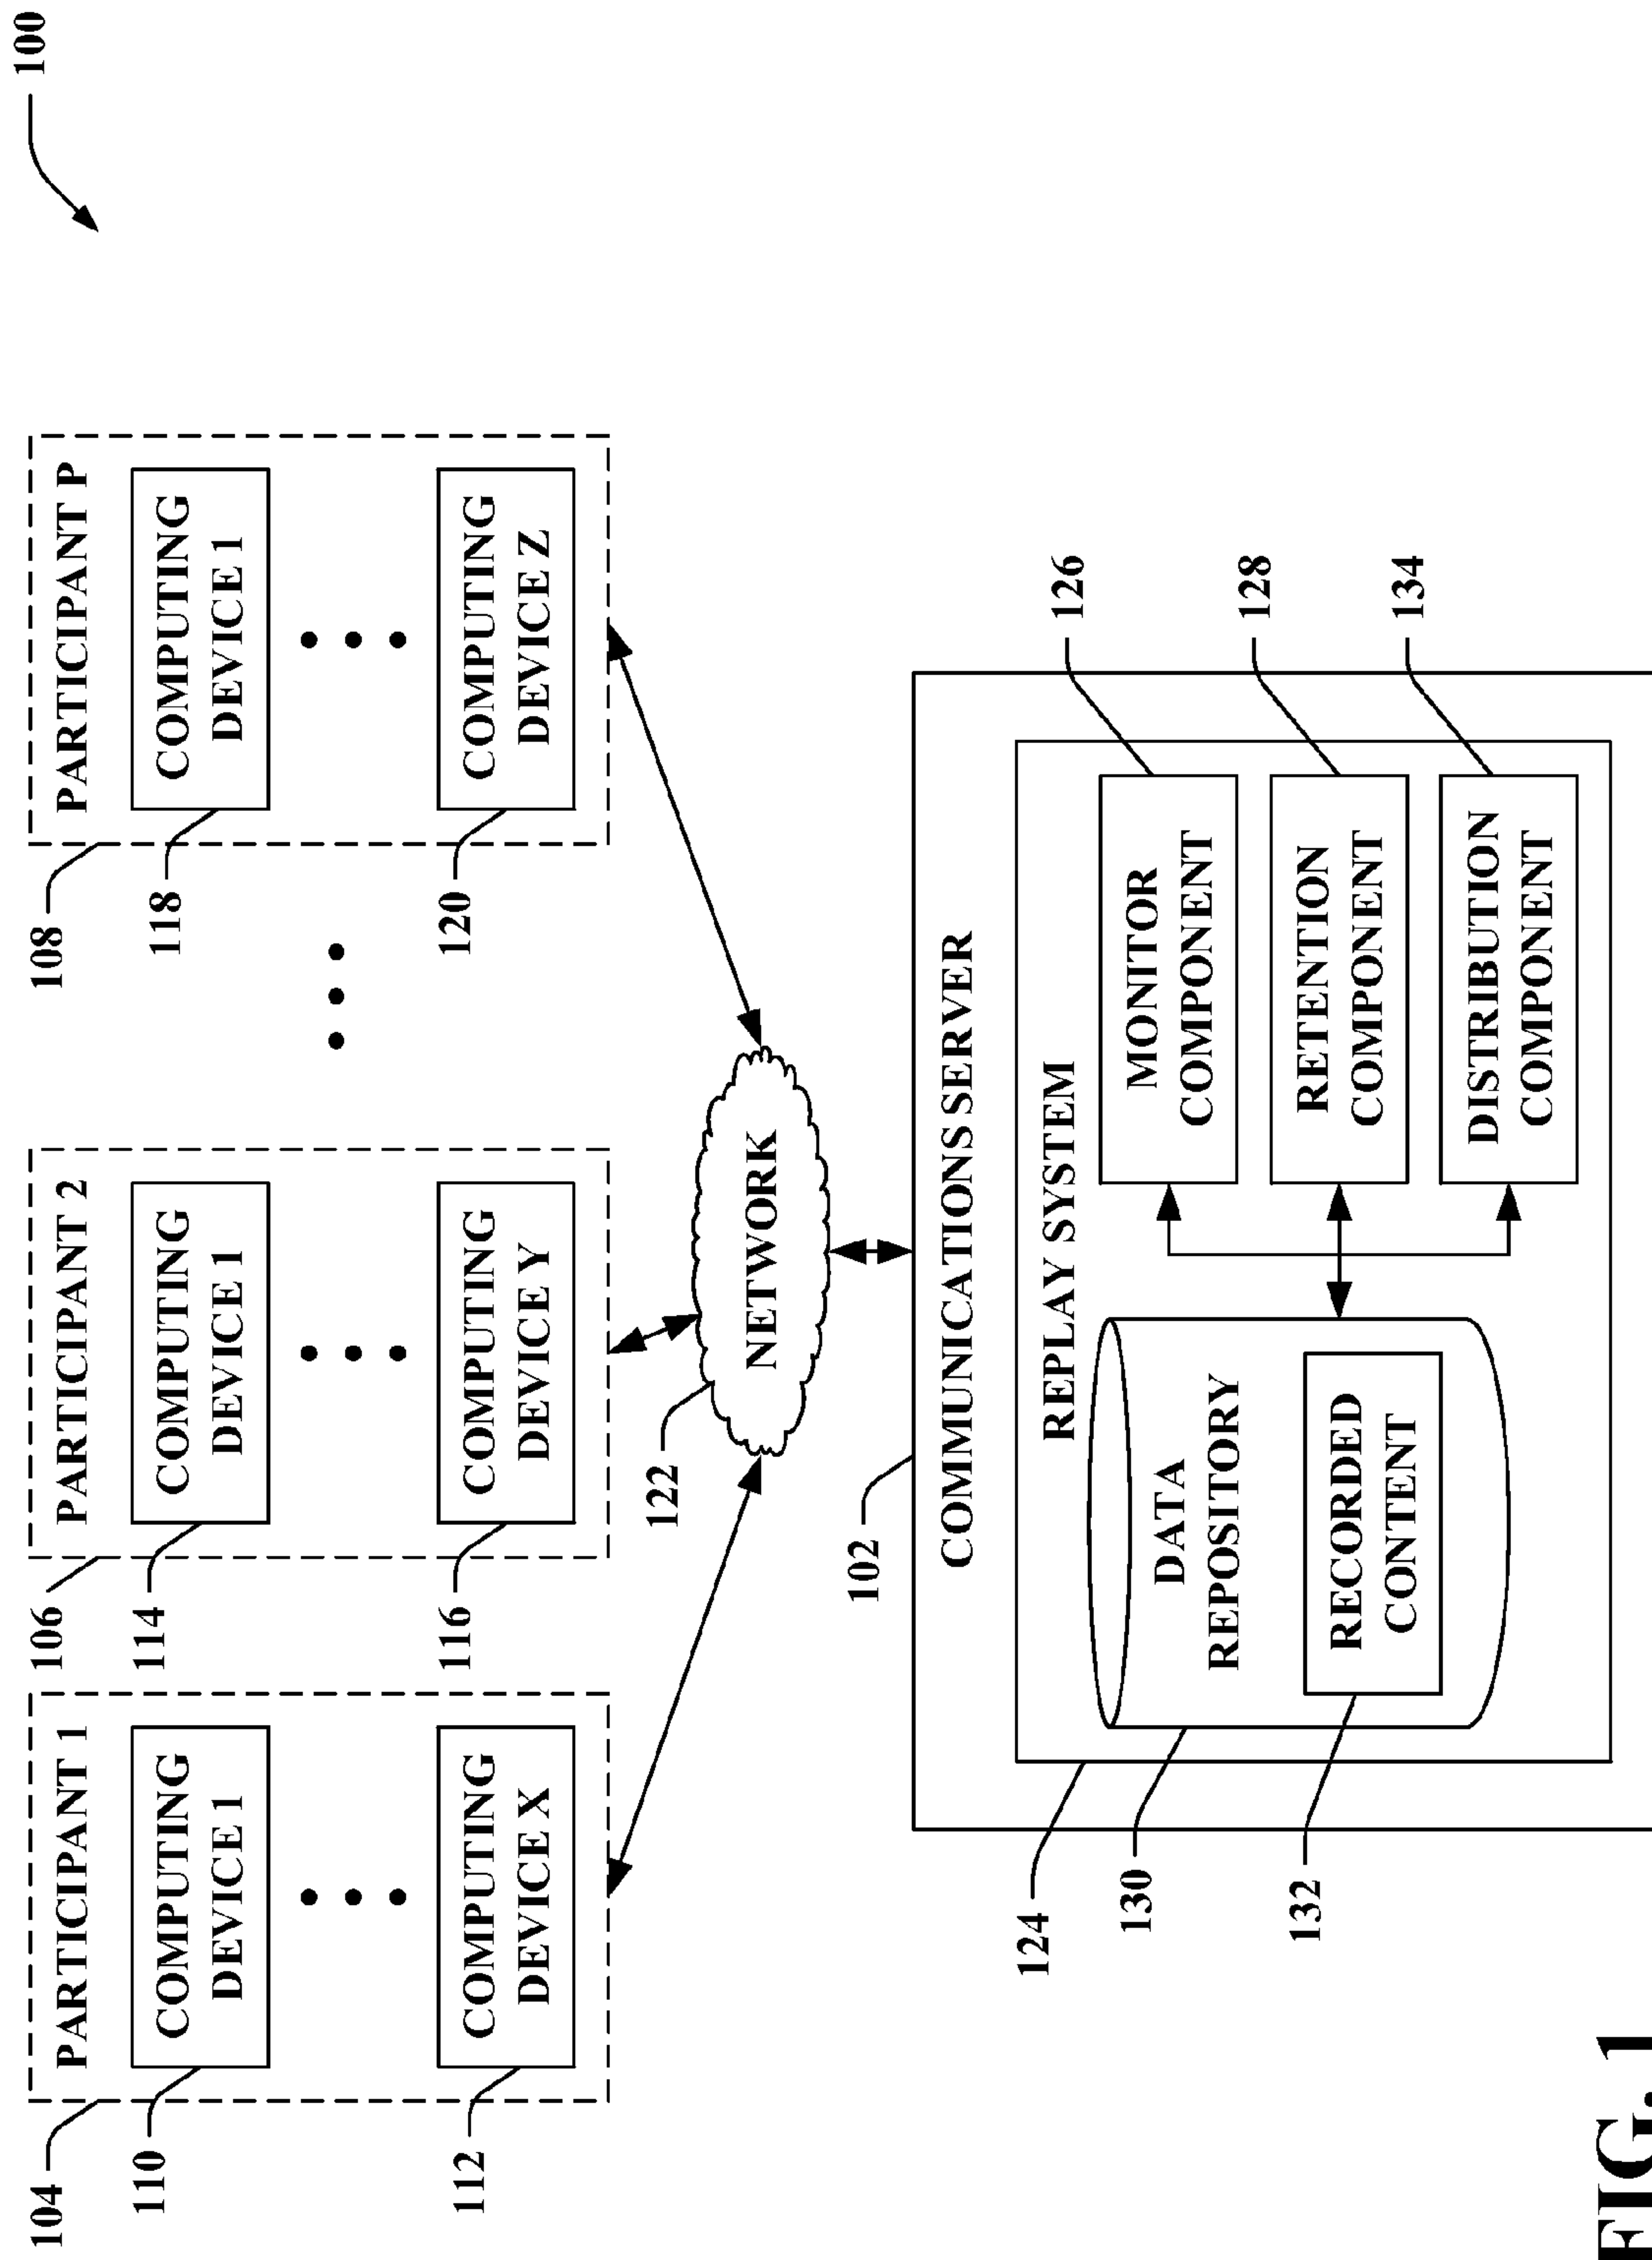 100
104
PARTICIPANT 1
110
COMPUTING
DEVICE 1
112
COMPUTING
DEVICE X
106
PARTICIPANT 2
114
COMPUTING
DEVICE 1
116
COMPUTING
DEVICE Y
108
PARTICIPANT P
118
COMPUTING
DEVICE 1
120
COMPUTING
DEVICE Z
122
NETWORK
102
COMMUNICATIONS SERVER
124
REPLAY SYSTEM
130
DATA
REPOSITORY
132
RECORDED
CONTENT
MONITOR
COMPONENT
126
RETENTION
COMPONENT
128
DISTRIBUTION
COMPONENT
134
FIG. 1